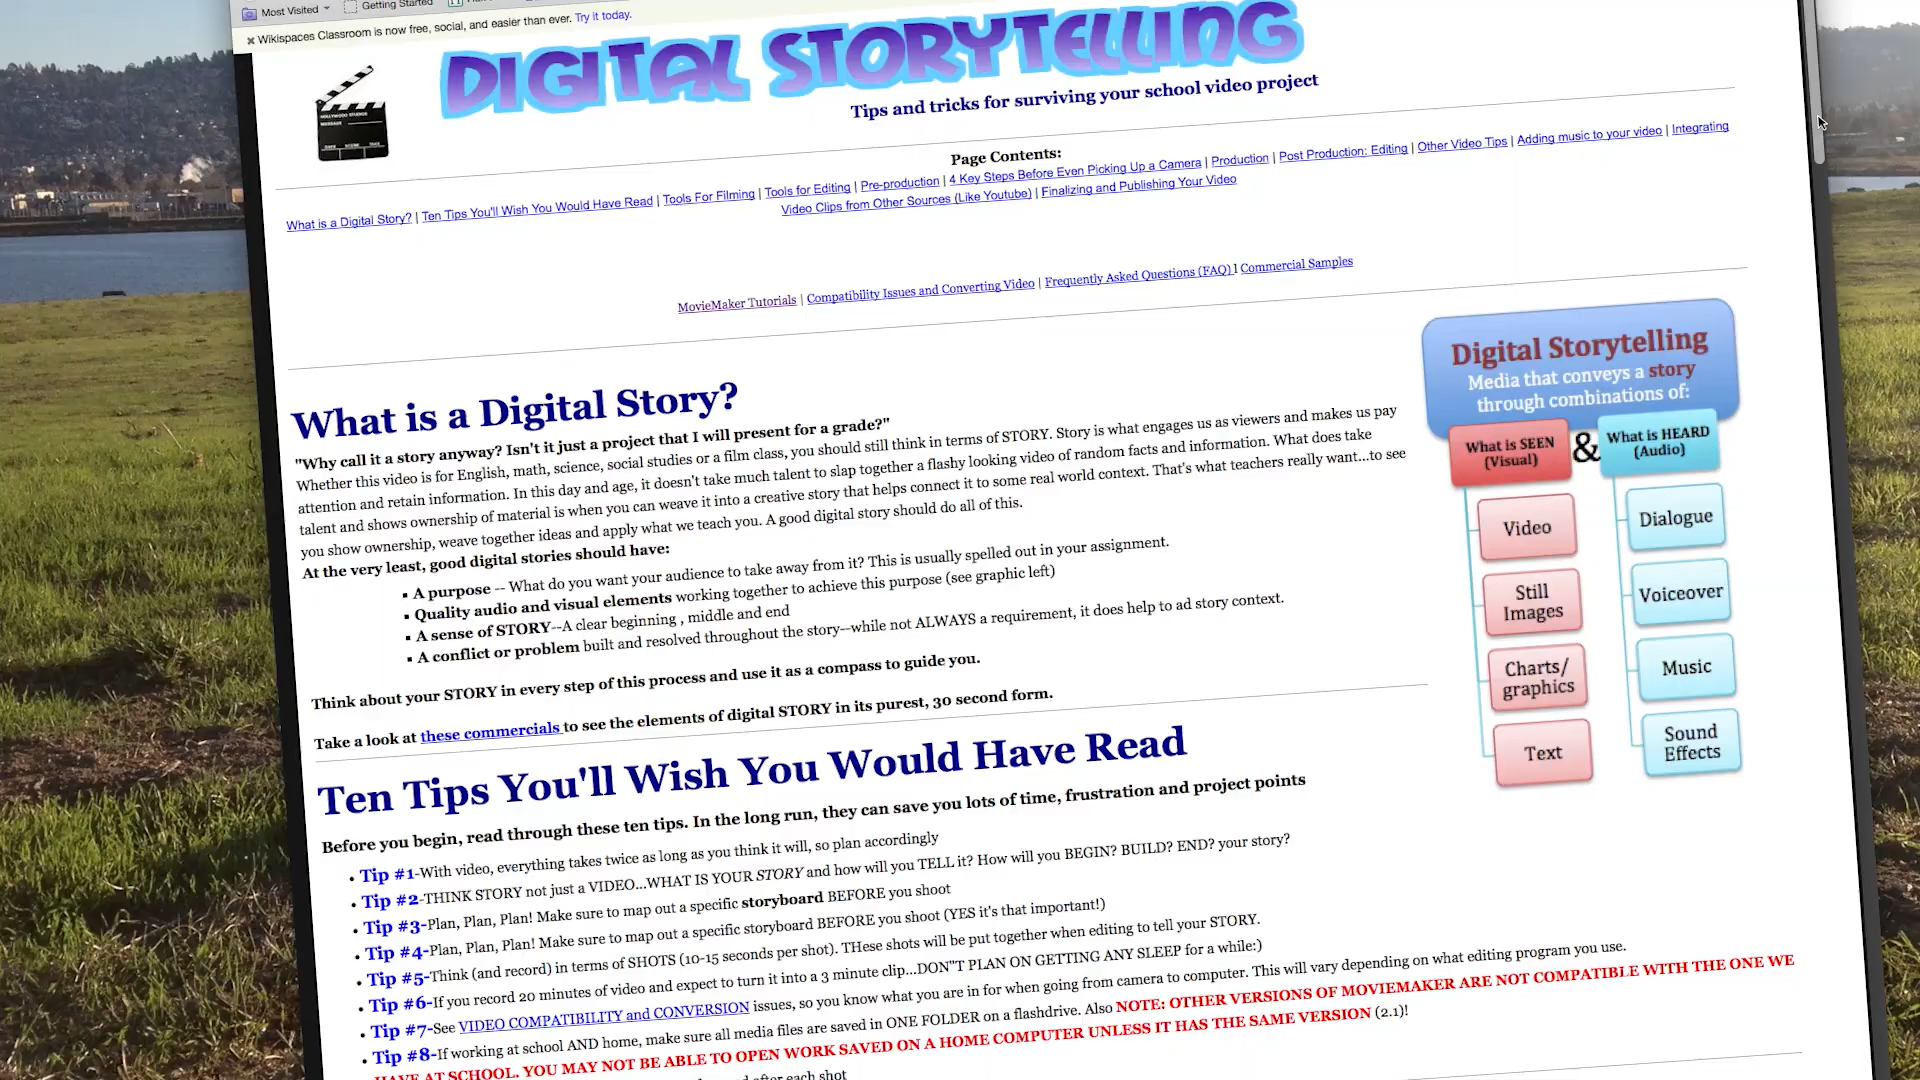 Most Visited
Getting Started
Wikispaces Classroom is now free, social, and easier than ever. Try it today.
DIGITAL STORYTELLING
Tips and tricks for surviving your school video project
HOLLYWOOD STUDIOS
Page Contents:
What is a Digital Story? | Ten Tips You'll Wish You Would Have Read | Tools For Filming | Tools for Editing | Pre-production | 4 Key Steps Before Even Picking Up a Camera | Production | Post Production: Editing | Other Video Tips | Adding music to your video | Integrating
Video Clips from Other Sources (Like Youtube) | Finalizing and Publishing Your Video
MovieMaker Tutorials | Compatibility Issues and Converting Video | Frequently Asked Questions (FAQ) l Commercial Samples
What is a Digital Story?
"Why call it a story anyway? Isn't it just a project that I will present for a grade?"
Whether this video is for English, math, science, social studies or a film class, you should still think in terms of STORY. Story is what engages us as viewers and makes us pay
attention and retain information. In this day and age, it doesn't take much talent to slap together a flashy looking video of random facts and information. What does take
talent and shows ownership of material is when you can weave it into a creative story that helps connect it to some real world context. That's what teachers really want...to see
you show ownership, weave together ideas and apply what we teach you. A good digital story should do all of this.
At the very least, good digital stories should have:
▪ A purpose -- What do you want your audience to take away from it? This is usually spelled out in your assignment.
▪ Quality audio and visual elements working together to achieve this purpose (see graphic left)
▪ A sense of STORY--A clear beginning , middle and end
▪ A conflict or problem built and resolved throughout the story--while not ALWAYS a requirement, it does help to ad story context.
Think about your STORY in every step of this process and use it as a compass to guide you.
Take a look at these commercials to see the elements of digital STORY in its purest, 30 second form.
Digital Storytelling
Media that conveys a story
through combinations of:
What is SEEN
(Visual)
&
What is HEARD
(Audio)
Video
Dialogue
Still
Images
Voiceover
Charts/
graphics
Music
Text
Sound
Effects
Ten Tips You'll Wish You Would Have Read
Before you begin, read through these ten tips. In the long run, they can save you lots of time, frustration and project points
• Tip #1-With video, everything takes twice as long as you think it will, so plan accordingly
• Tip #2-THINK STORY not just a VIDEO...WHAT IS YOUR STORY and how will you TELL it? How will you BEGIN? BUILD? END? your story?
• Tip #3-Plan, Plan, Plan! Make sure to map out a specific storyboard BEFORE you shoot
• Tip #4-Plan, Plan, Plan! Make sure to map out a specific storyboard BEFORE you shoot (YES it's that important!)
• Tip #5-Think (and record) in terms of SHOTS (10-15 seconds per shot). THese shots will be put together when editing to tell your STORY.
• Tip #6-If you record 20 minutes of video and expect to turn it into a 3 minute clip...DON"T PLAN ON GETTING ANY SLEEP for a while:)
• Tip #7-See VIDEO COMPATIBILITY and CONVERSION issues, so you know what you are in for when going from camera to computer. This will vary depending on what editing program you use.
• Tip #8-If working at school AND home, make sure all media files are saved in ONE FOLDER on a flashdrive. Also NOTE: OTHER VERSIONS OF MOVIEMAKER ARE NOT COMPATIBLE WITH THE ONE WE
HAVE AT SCHOOL. YOU MAY NOT BE ABLE TO OPEN WORK SAVED ON A HOME COMPUTER UNLESS IT HAS THE SAME VERSION (2.1)!
after each shot